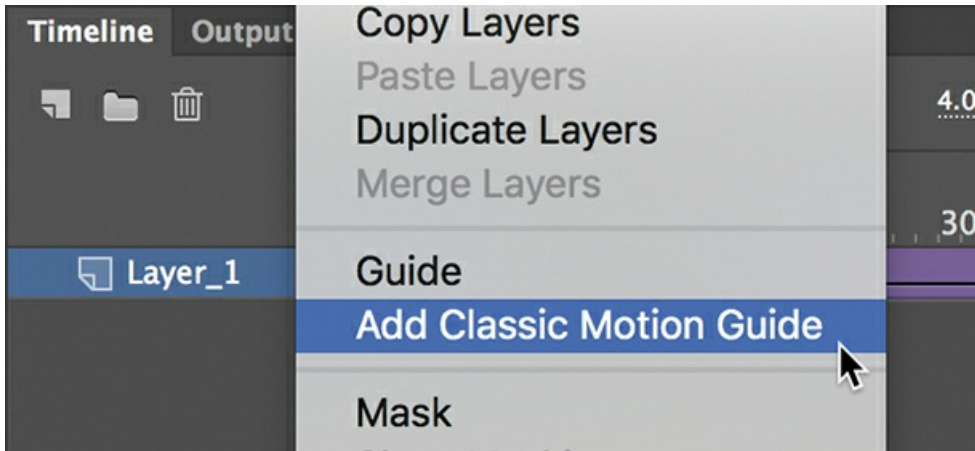 Timeline Output
Copy Layers
Paste Layers
Duplicate Layers
Merge Layers
4.0
30
Layer_1
Guide
Add Classic Motion Guide
Mask